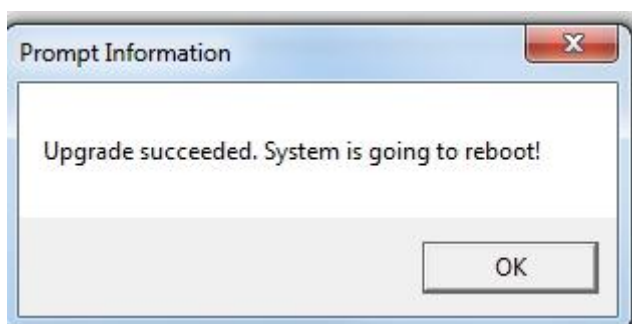 Prompt Information
Upgrade succeeded. System is going to reboot!
OK